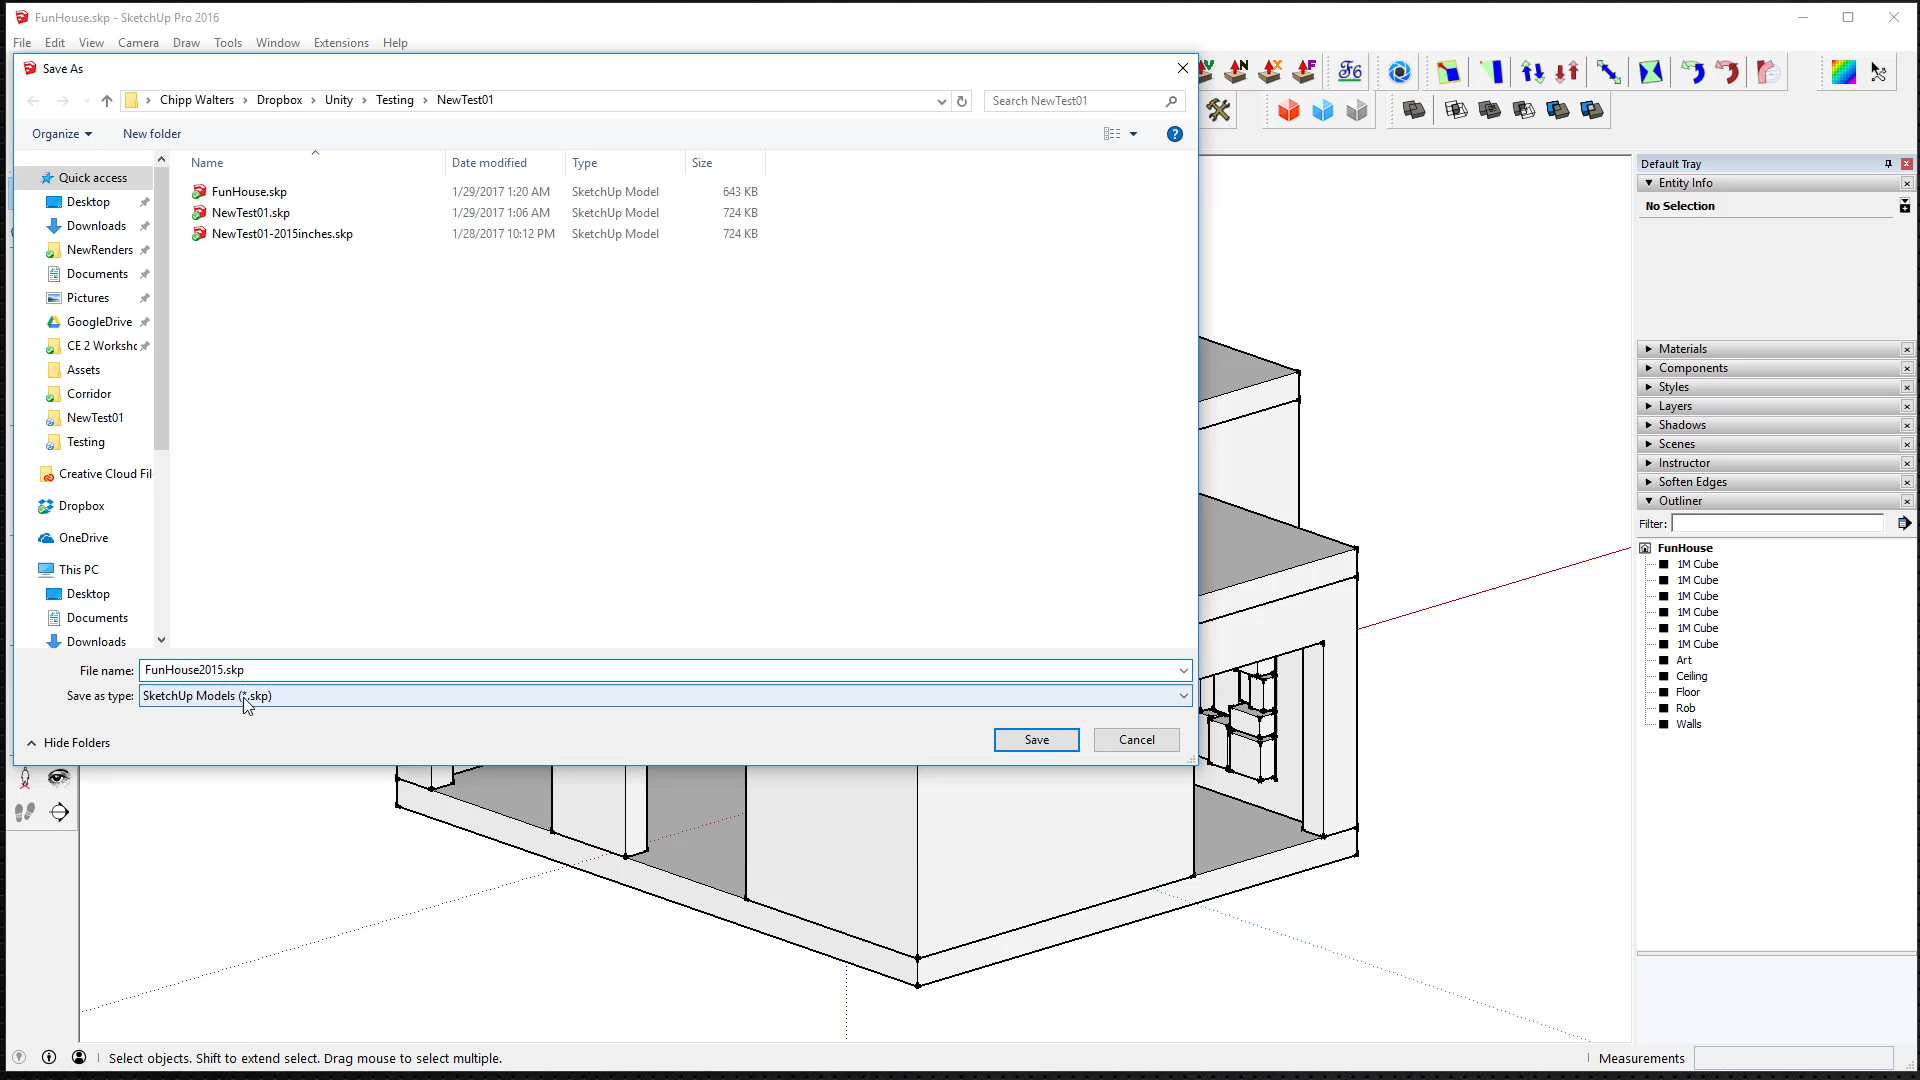 FunHouse.skp - SketchUp Pro 2016
File Edit View Camera Draw Tools Window Extensions Help
Save As
Chipp Walters > Dropbox > Unity > Testing > NewTest01
Search NewTest01
Organize
New folder
Name Date modified Type Size
FunHouse.skp 1/29/2017 1:20 AM SketchUp Model 643 KB
NewTest01.skp 1/29/2017 1:06 AM SketchUp Model 724 KB
NewTest01-2015inches.skp 1/28/2017 10:12 PM SketchUp Model 724 KB
Quick access
Desktop
Downloads
NewRenders
Documents
Pictures
GoogleDrive
CE 2 Worksh
Assets
Corridor
NewTest01
Testing
Creative Cloud Fil
Dropbox
OneDrive
This PC
Desktop
Documents
Downloads
File name: FunHouse2015.skp
Save as type: SketchUp Models (*.skp)
Hide Folders
Save
Cancel
V N X F F6
Default Tray
Entity Info
No Selection
Materials
Components
Styles
Layers
Shadows
Scenes
Instructor
Soften Edges
Outliner
Filter:
FunHouse
1M Cube
1M Cube
1M Cube
1M Cube
1M Cube
1M Cube
Art
Ceiling
Floor
Rob
Walls
Select objects. Shift to extend select. Drag mouse to select multiple.
Measurements